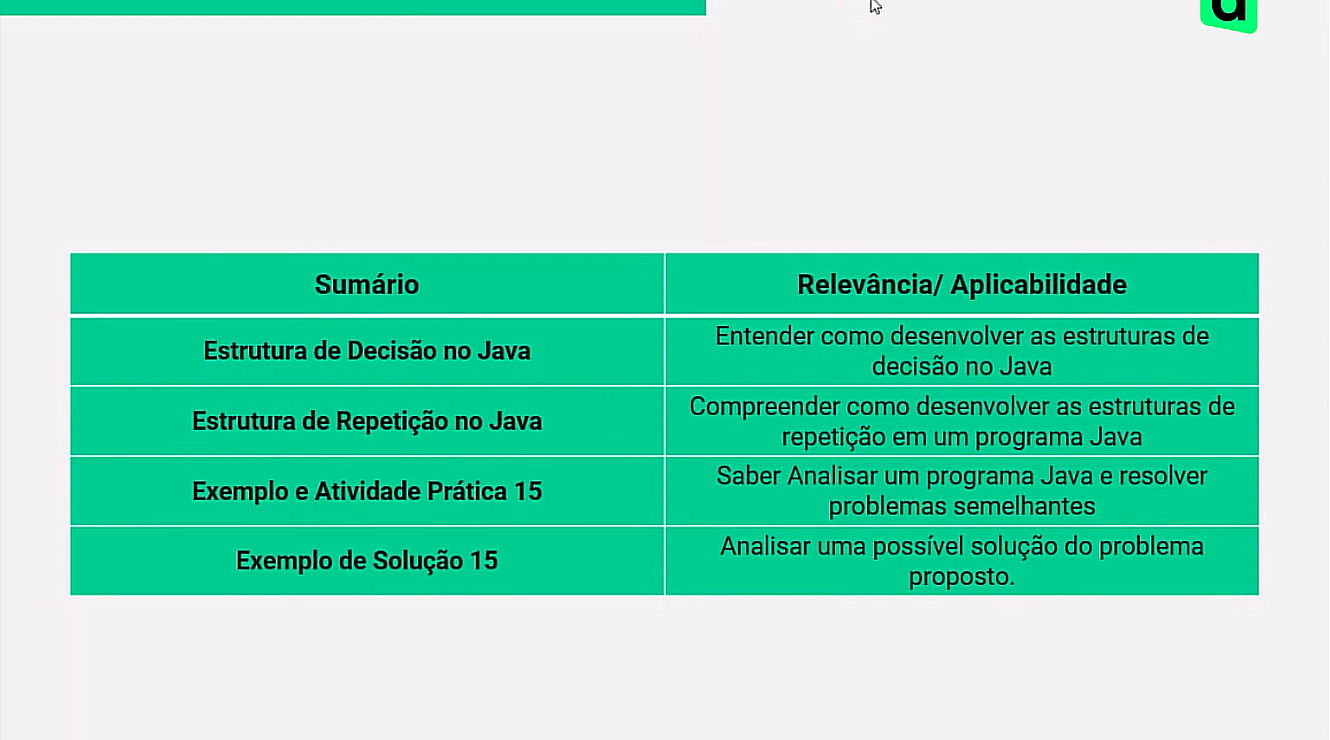 Sumário
Relevância/ Aplicabilidade
Estrutura de Decisão no Java
Entender como desenvolver as estruturas de
decisão no Java
Estrutura de Repetição no Java
Compreender como desenvolver as estruturas de
repetição em um programa Java
Exemplo e Atividade Prática 15
Saber Analisar um programa Java e resolver
problemas semelhantes
Exemplo de Solução 15
Analisar uma possível solução do problema
proposto.